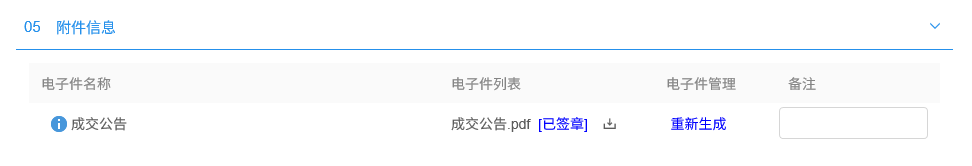 05 附件信息
电子件名称 电子件列表 电子件管理 备注
成交公告 成交公告.pdf [已签章] 重新生成